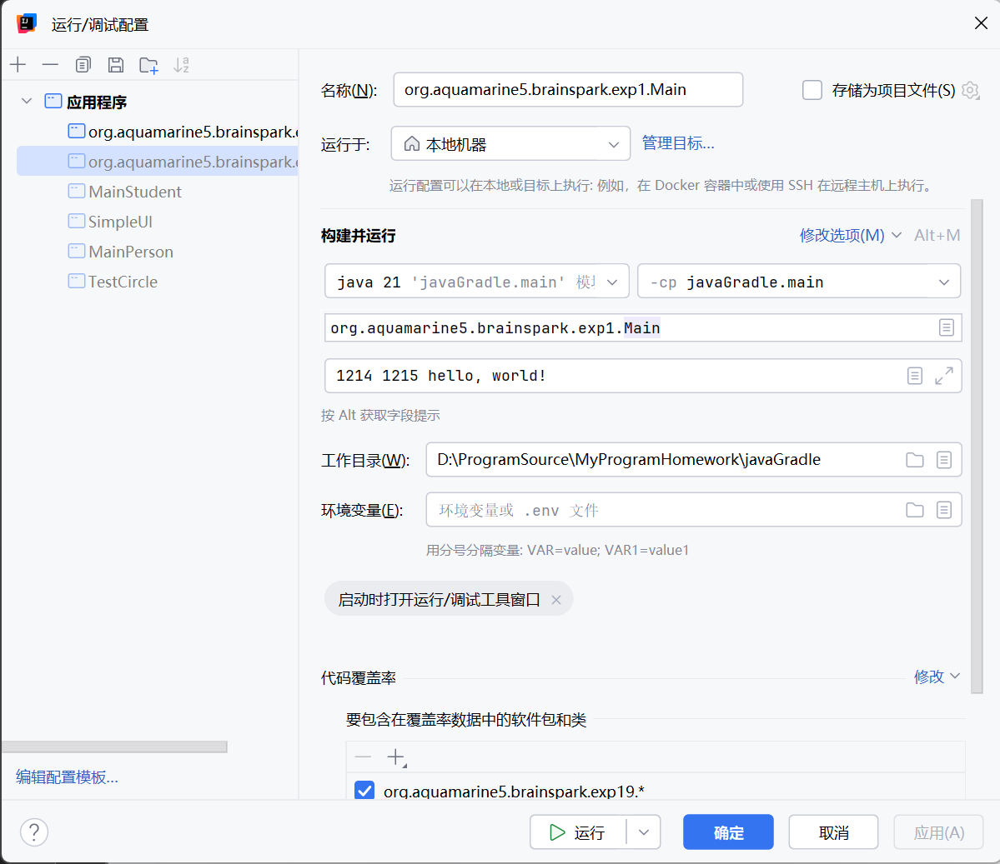 运行/调试配置
应用程序
org.aquamarine5.brainspark.e
org.aquamarine5.brainspark.e
MainStudent
SimpleUI
MainPerson
TestCircle
编辑配置模板...
名称(N):
org.aquamarine5.brainspark.exp1.Main
存储为项目文件(S)
运行于:
本地机器
管理目标...
运行配置可以在本地或目标上执行: 例如，在 Docker 容器中或使用 SSH 在远程主机上执行。
构建并运行
修改选项(M)
Alt+M
java 21 'javaGradle.main' 模
-cp javaGradle.main
org.aquamarine5.brainspark.exp1.Main
1214 1215 hello, world!
按 Alt 获取字段提示
工作目录(W):
D:\ProgramSource\MyProgramHomework\javaGradle
环境变量(E):
环境变量或 .env 文件
用分号分隔变量: VAR=value; VAR1=value1
启动时打开运行/调试工具窗口
代码覆盖率
修改
要包含在覆盖率数据中的软件包和类
org.aquamarine5.brainspark.exp19.*
?
运行
确定
取消
应用(A)